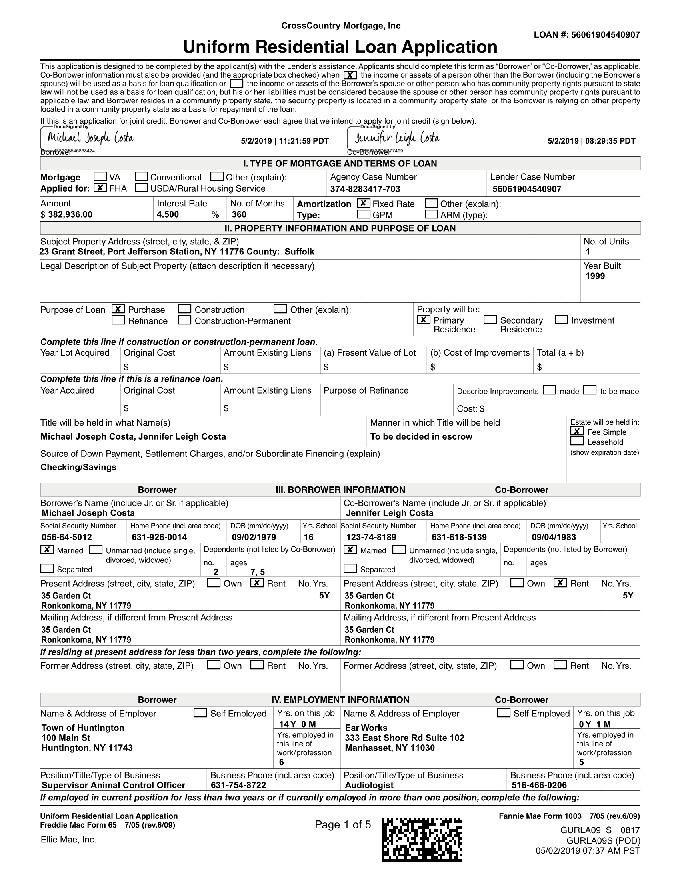 CrossCountry Mortgage, Inc
LOAN #: 56061904540907
Uniform Residential Loan Application
This application is designed to be completed by the applicant(s) with the Lender's assistance. Applicants should complete this form as "Borrower" or "Co-Borrower," as applicable.
Co-Borrower information must also be provided (and the appropriate box checked) when X the income or assets of a person other than the Borrower (including the Borrower's
spouse) will be used as a basis for loan qualification or the income or assets of the Borrower's spouse or other person who has community property rights pursuant to state
law will not be used as a basis for loan qualification, but his or her liabilities must be considered because the spouse or other person has community property rights pursuant to
applicable law and Borrower resides in a community property state, the security property is located in a community property state, or the Borrower is relying on other property
located in a community property state as a basis for repayment of the loan.
If this is an application for joint credit, Borrower and Co-Borrower each agree that we intend to apply for joint credit (sign below).
DocuSigned by DocuSigned by
Michael Joseph Costa 5/2/2019 | 11:21:59 PDT Jennifer Leigh Costa 5/2/2019 | 08:29:35 PDT
Borrower Co-Borrower
I. TYPE OF MORTGAGE AND TERMS OF LOAN
Mortgage VA Conventional Other (explain): Agency Case Number Lender Case Number
Applied for: X FHA USDA/Rural Housing Service 374-8283417-703 56061904540907
Amount Interest Rate No. of Months Amortization X Fixed Rate Other (explain):
$ 382,936.00 4.500 % 360 Type: GPM ARM (type):
II. PROPERTY INFORMATION AND PURPOSE OF LOAN
Subject Property Address (street, city, state, & ZIP) No. of Units
23 Grant Street, Port Jefferson Station, NY 11776 County: Suffolk 1
Legal Description of Subject Property (attach description if necessary) Year Built
1999
Purpose of Loan X Purchase Construction Other (explain): Property will be:
Refinance Construction-Permanent X Primary Residence Secondary Residence Investment
Complete this line if construction or construction-permanent loan.
Year Lot Acquired Original Cost Amount Existing Liens (a) Present Value of Lot (b) Cost of Improvements Total (a + b)
$ $ $ $ $
Complete this line if this is a refinance loan.
Year Acquired Original Cost Amount Existing Liens Purpose of Refinance Describe Improvements made to be made
$ $ Cost: $
Title will be held in what Name(s) Manner in which Title will be held Estate will be held in:
Michael Joseph Costa, Jennifer Leigh Costa To be decided in escrow X Fee Simple
Leasehold
Source of Down Payment, Settlement Charges, and/or Subordinate Financing (explain) (show expiration date)
Checking/Savings
Borrower III. BORROWER INFORMATION Co-Borrower
Borrower's Name (include Jr. or Sr. if applicable) Co-Borrower's Name (include Jr. or Sr. if applicable)
Michael Joseph Costa Jennifer Leigh Costa
Social Security Number Home Phone (incl. area code) DOB (mm/dd/yyyy) Yrs. School Social Security Number Home Phone (incl. area code) DOB (mm/dd/yyyy) Yrs. School
056-64-5012 631-926-0014 09/02/1979 16 123-74-8189 631-618-5139 09/04/1983
X Married Unmarried (include single, divorced, widowed) Dependents (not listed by Co-Borrower) X Married Unmarried (include single, divorced, widowed) Dependents (not listed by Borrower)
Separated no. 2 ages 7, 5 Separated no. ages
Present Address (street, city, state, ZIP) Own X Rent No. Yrs. Present Address (street, city, state, ZIP) Own X Rent No. Yrs.
35 Garden Ct 5Y 35 Garden Ct 5Y
Ronkonkoma, NY 11779 Ronkonkoma, NY 11779
Mailing Address, if different from Present Address Mailing Address, if different from Present Address
35 Garden Ct 35 Garden Ct
Ronkonkoma, NY 11779 Ronkonkoma, NY 11779
If residing at present address for less than two years, complete the following:
Former Address (street, city, state, ZIP) Own Rent No. Yrs. Former Address (street, city, state, ZIP) Own Rent No. Yrs.
Borrower IV. EMPLOYMENT INFORMATION Co-Borrower
Name & Address of Employer Self Employed Yrs. on this job Name & Address of Employer Self Employed Yrs. on this job
14Y 0M 0Y 1M
Town of Huntington Yrs. employed in this line of work/profession Ear Works Yrs. employed in this line of work/profession
100 Main St 333 East Shore Rd Suite 102
Huntington, NY 11743 Manhasset, NY 11030
6 5
Position/Title/Type of Business Business Phone (incl. area code) Position/Title/Type of Business Business Phone (incl. area code)
Supervisor Animal Control Officer 631-754-8722 Audiologist 516-466-0206
If employed in current position for less than two years or if currently employed in more than one position, complete the following:
Uniform Residential Loan Application Fannie Mae Form 1003 7/05 (rev.6/09)
Freddie Mac Form 65 7/05 (rev.6/09) Page 1 of 5
Ellie Mae, Inc. GURLA09_S 0817
GURLA09S (POD)
05/02/2019 07:37 AM PST